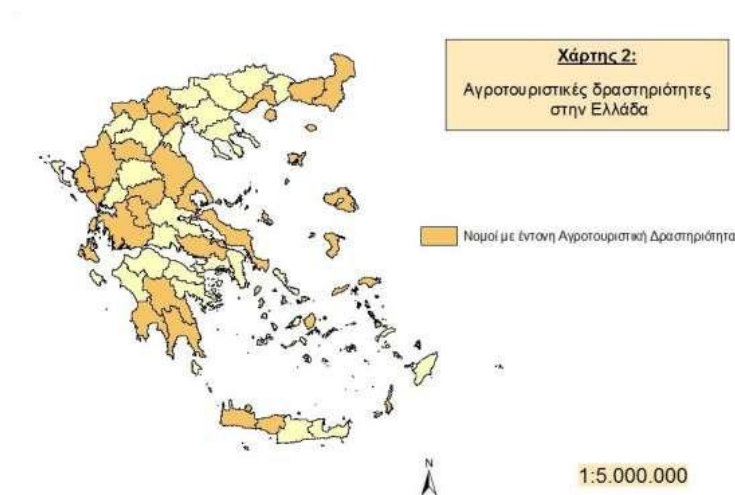 Χάρτης 2:
Αγροτουριστικές δραστηριότητες
στην Ελλάδα
Νομοί με έντονη Αγροτουριστική Δραστηριότητα
N
1:5.000.000